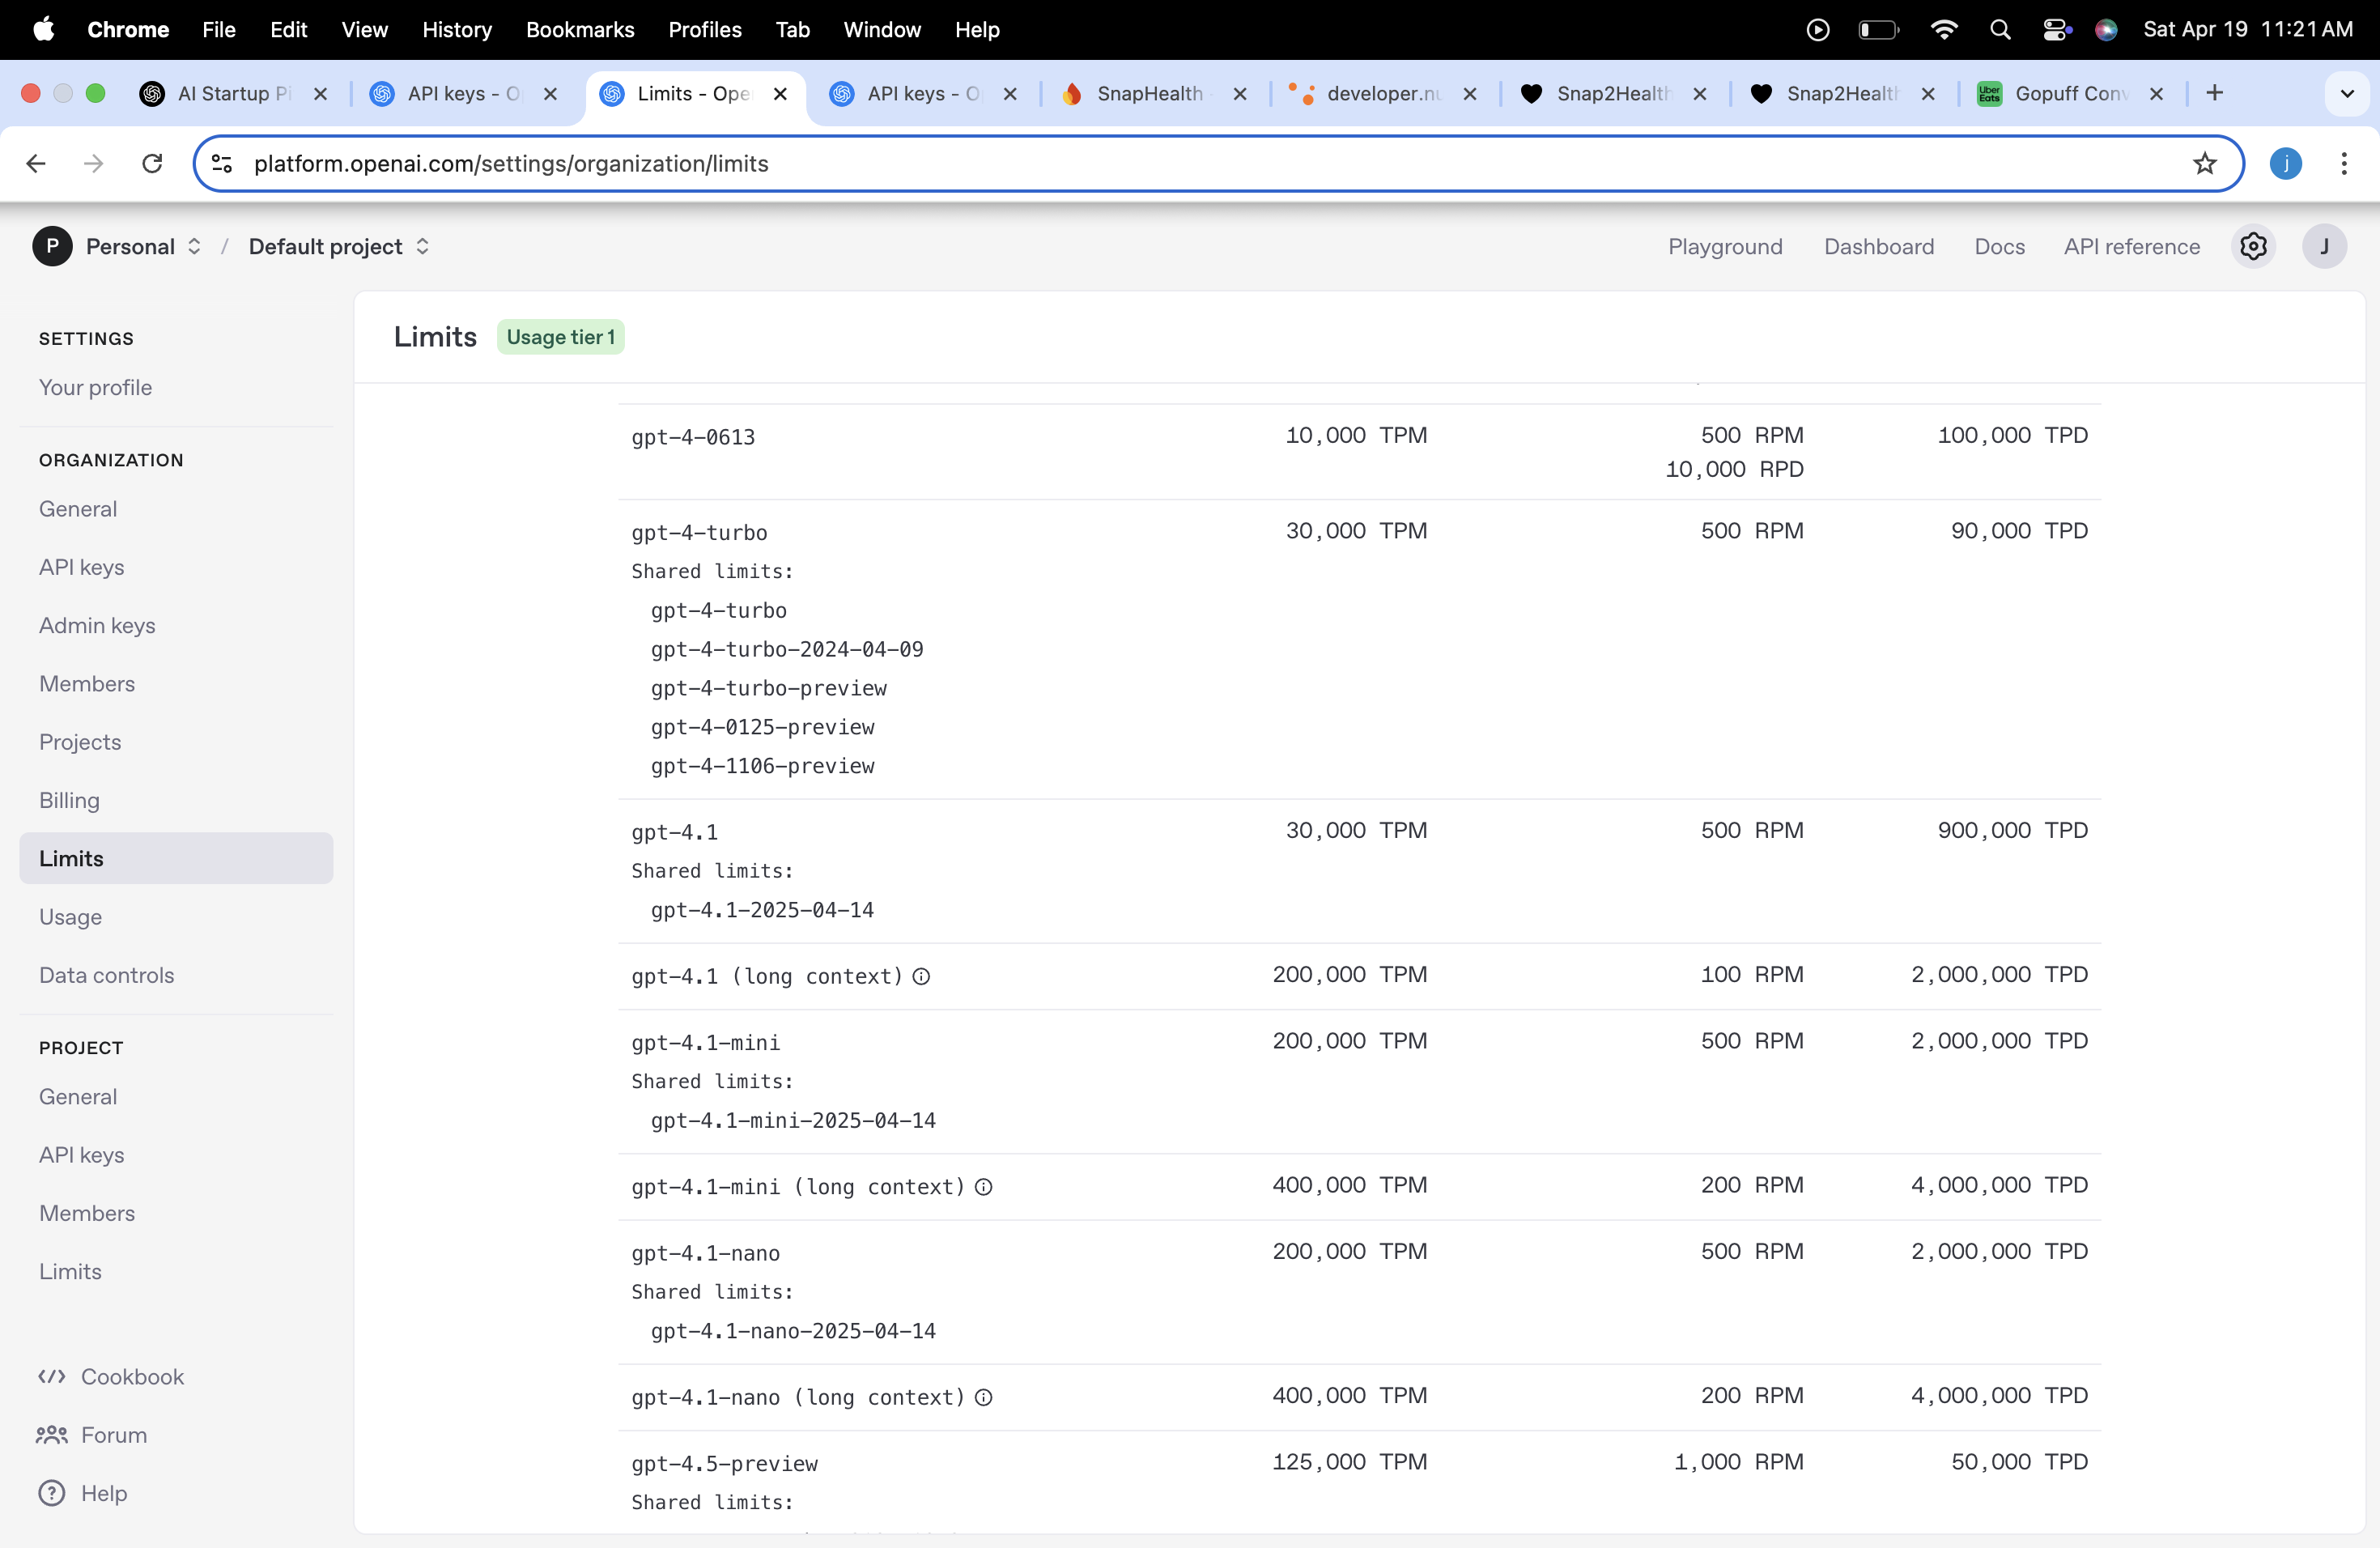 Chrome File Edit View History Bookmarks Profiles Tab Window Help Sat Apr 19 11:21 AM
AI Startup Pi API keys - O Limits - Ope API keys - O SnapHealth developer.nu Snap2Health Snap2Health Uber Eats Gopuff Conv
platform.openai.com/settings/organization/limits j
P Personal / Default project Playground Dashboard Docs API reference J
SETTINGS
Your profile
ORGANIZATION
General
API keys
Admin keys
Members
Projects
Billing
Limits
Usage
Data controls
PROJECT
General
API keys
Members
Limits
Cookbook
Forum
Help
Limits Usage tier 1
gpt-4-0613 10,000 TPM 500 RPM 100,000 TPD
10,000 RPD
gpt-4-turbo 30,000 TPM 500 RPM 90,000 TPD
Shared limits:
gpt-4-turbo
gpt-4-turbo-2024-04-09
gpt-4-turbo-preview
gpt-4-0125-preview
gpt-4-1106-preview
gpt-4.1 30,000 TPM 500 RPM 900,000 TPD
Shared limits:
gpt-4.1-2025-04-14
gpt-4.1 (long context) 200,000 TPM 100 RPM 2,000,000 TPD
gpt-4.1-mini 200,000 TPM 500 RPM 2,000,000 TPD
Shared limits:
gpt-4.1-mini-2025-04-14
gpt-4.1-mini (long context) 400,000 TPM 200 RPM 4,000,000 TPD
gpt-4.1-nano 200,000 TPM 500 RPM 2,000,000 TPD
Shared limits:
gpt-4.1-nano-2025-04-14
gpt-4.1-nano (long context) 400,000 TPM 200 RPM 4,000,000 TPD
gpt-4.5-preview 125,000 TPM 1,000 RPM 50,000 TPD
Shared limits: